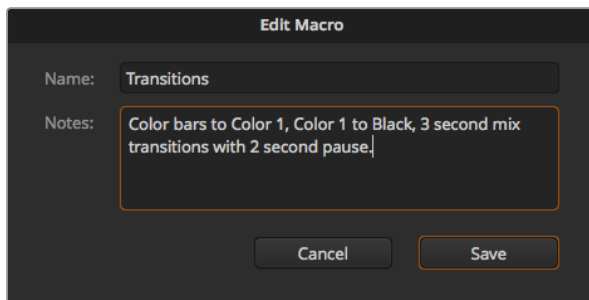 Edit Macro
Name: Transitions
Notes: Color bars to Color 1, Color 1 to Black, 3 second mix
transitions with 2 second pause.
Cancel Save